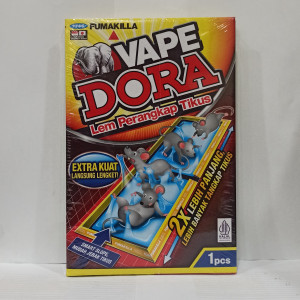 FUMAKILLA
VAPE
DORA
Lem Perangkap Tikus
EXTRA KUAT
LANGSUNG LENGKET!
2X LEBIH PANJANG
LEBIH BANYAK TANGKAP TIKUS
1pcs